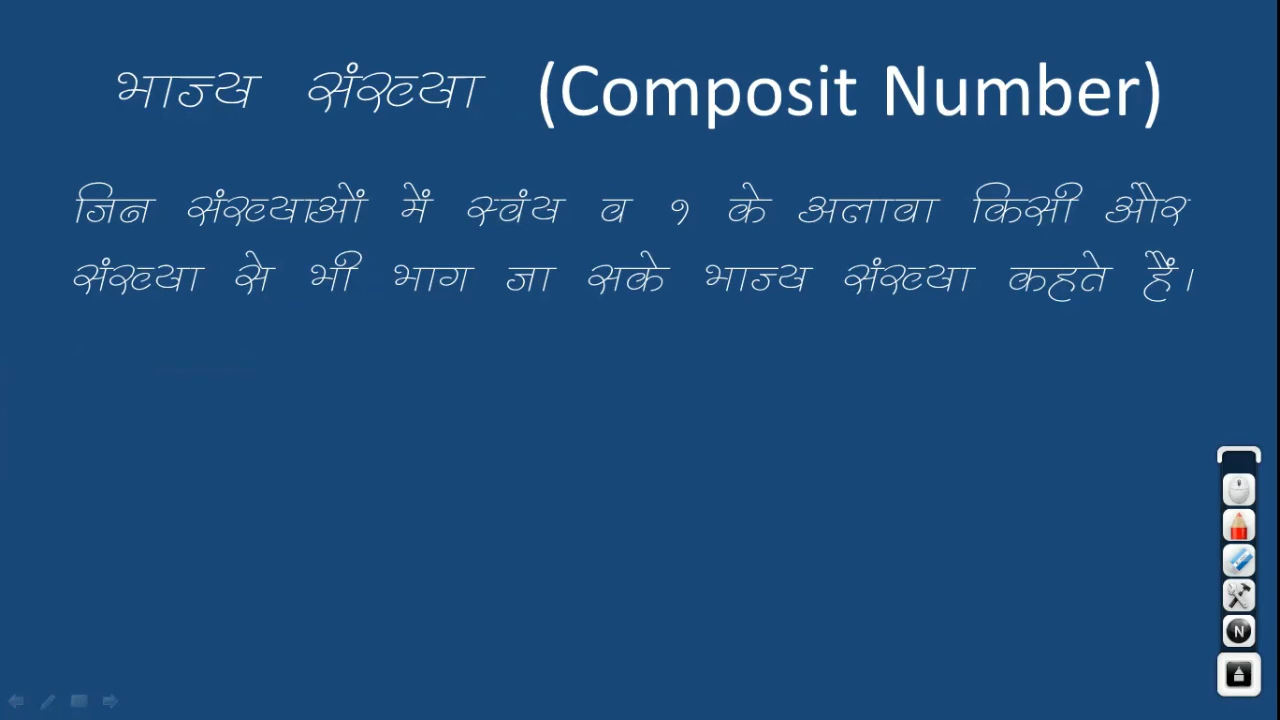 भाज्य संख्या (Composit Number)
जिन संख्याओं में स्वंय व १ के अलावा किसी और
संख्या से भी भाग जा सके भाज्य संख्या कहते हैं।
N